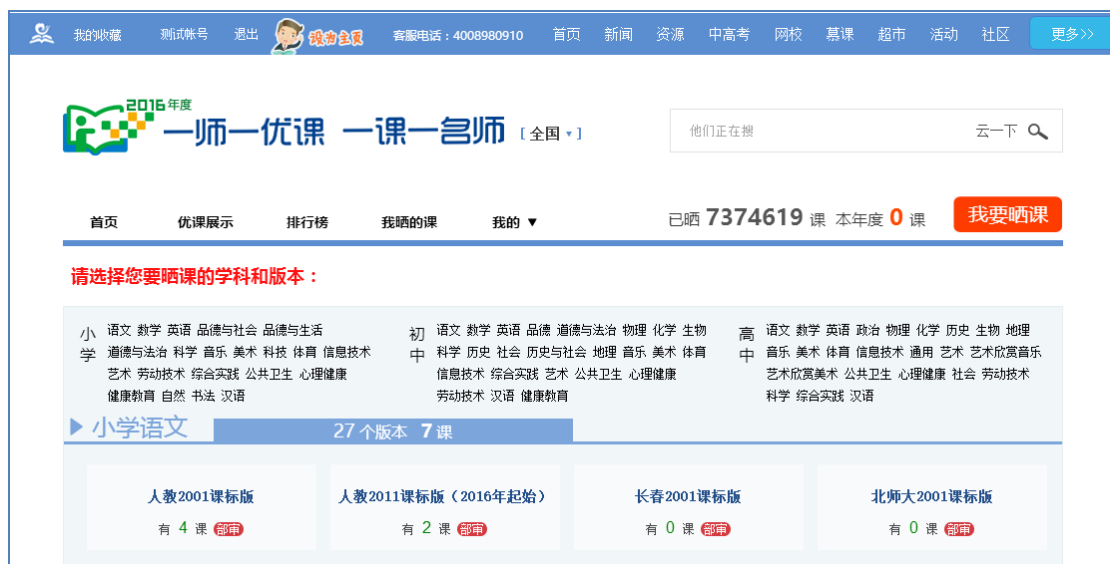 我的收藏 测试帐号 退出 设为主页 客服电话：4008980910 首页 新闻 资源 中高考 网校 慕课 超市 活动 社区 更多>>
2016年度
一师一优课 一课一名师 [ 全国 ▾ ] 他们正在搜 云一下
首页 优课展示 排行榜 我晒的课 我的 ▼ 已晒 7374619 课 本年度 0 课 我要晒课
请选择您要晒课的学科和版本：
小学
语文 数学 英语 品德与社会 品德与生活
道德与法治 科学 音乐 美术 科技 体育 信息技术
艺术 劳动技术 综合实践 公共卫生 心理健康
健康教育 自然 书法 汉语
初中
语文 数学 英语 品德 道德与法治 物理 化学 生物
科学 历史 社会 历史与社会 地理 音乐 美术 体育
信息技术 综合实践 艺术 公共卫生 心理健康
劳动技术 汉语 健康教育
高中
语文 数学 英语 政治 物理 化学 历史 生物 地理
音乐 美术 体育 信息技术 通用 艺术 艺术欣赏音乐
艺术欣赏美术 公共卫生 心理健康 社会 劳动技术
科学 综合实践 汉语
小学语文 27 个版本 7 课
人教2001课标版
有 4 课 部审
人教2011课标版（2016年起始）
有 2 课 部审
长春2001课标版
有 0 课 部审
北师大2001课标版
有 0 课 部审